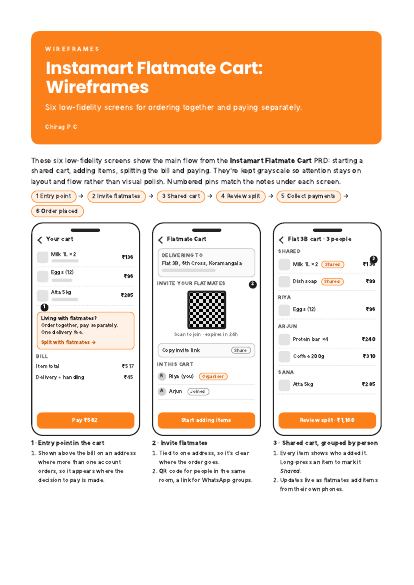 WIREFRAMES
Instamart Flatmate Cart:
Wireframes
Six low-fidelity screens for ordering together and paying separately.
Chirag P C
These six low-fidelity screens show the main flow from the Instamart Flatmate Cart PRD: starting a
shared cart, adding items, splitting the bill and paying. They're kept grayscale so attention stays on
layout and flow rather than visual polish. Numbered pins match the notes under each screen.
1 Entry point → 2 Invite flatmates → 3 Shared cart → 4 Review split → 5 Collect payments →
6 Order placed
Your cart
Milk 1L ×2 ₹136
Eggs (12) ₹96
Atta 5kg ₹285
1
Living with flatmates?
Order together, pay separately.
One delivery fee.
Split with flatmates →
BILL
Item total ₹517
Delivery + handling ₹45
Pay ₹562
1 · Entry point in the cart
1. Shown above the bill on an address
where more than one account
orders, so it appears where the
decision to pay is made.
Flatmate Cart
DELIVERING TO
Flat 3B, 4th Cross, Koramangala
INVITE YOUR FLATMATES
2
Scan to join · expires in 24h
Copy invite link Share
IN THIS CART
R Riya (you) Organiser
A Arjun Joined
Start adding items
2 · Invite flatmates
1. Tied to one address, so it's clear
where the order goes.
2. QR code for people in the same
room, a link for WhatsApp groups.
Flat 3B cart · 3 people
SHARED
Milk 1L ×2 Shared ₹136
Dish soap Shared ₹99
RIYA
Eggs (12) ₹96
ARJUN
Protein bar ×4 ₹240
Coffee 200g ₹310
SANA
Atta 5kg ₹285
Review split · ₹1,166
3 · Shared cart, grouped by person
1. Every item shows who added it.
Long-press an item to mark it
Shared.
2. Updates live as flatmates add items
from their own phones.